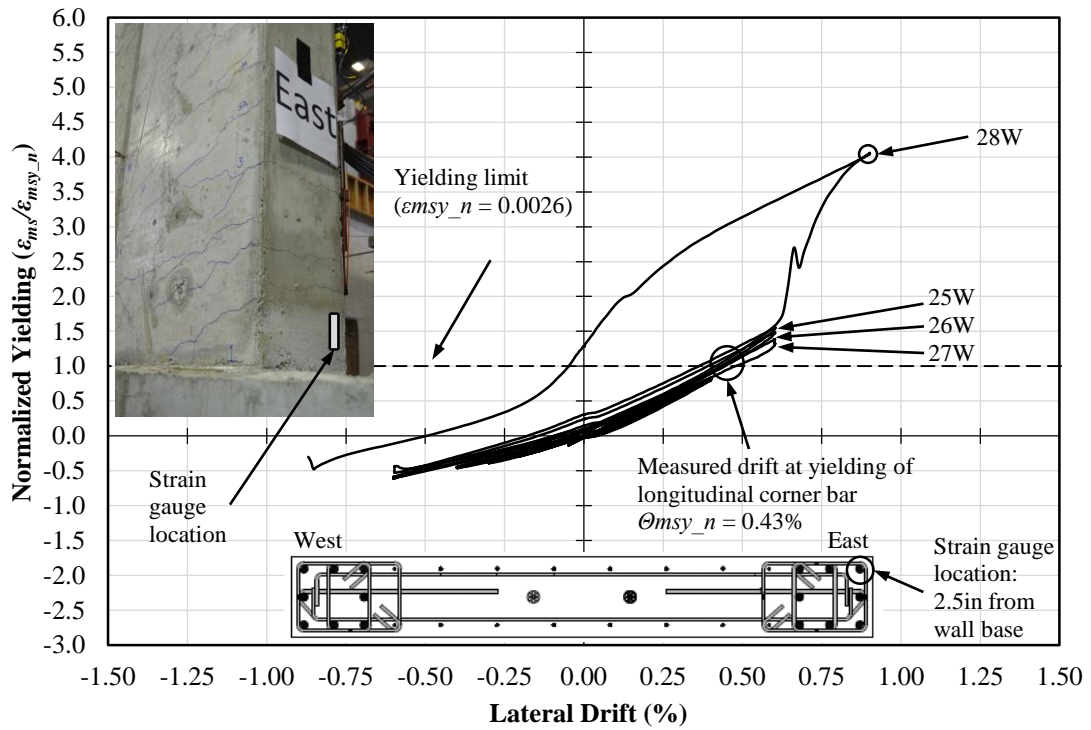 6.0
5.5
5.0
4.5
4.0
3.5
3.0
2.5
2.0
1.5
1.0
0.5
0.0
-0.5
-1.0
-1.5
-2.0
-2.5
-3.0
-1.50 -1.25 -1.00 -0.75 -0.50 -0.25 0.00 0.25 0.50 0.75 1.00 1.25 1.50
Lateral Drift (%)
Normalized Yielding (εms/εmsy_n)
East
Yielding limit
(εmsy_n = 0.0026)
28W
25W
26W
27W
Strain
gauge
location
Measured drift at yielding of
longitudinal corner bar
Θmsy_n = 0.43%
West
East
Strain gauge
location:
2.5in from
wall base